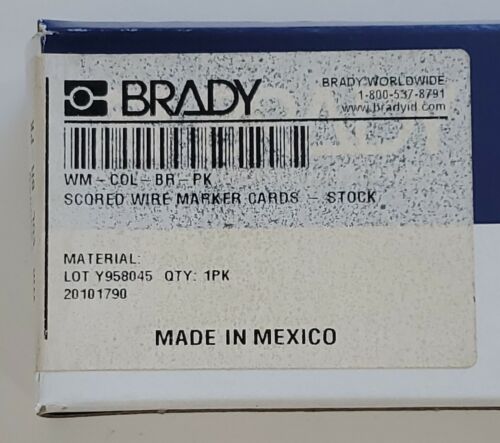 BRADY
BRADY WORLDWIDE
1-800-537-8791
www.bradyid.com
BRADY
WM-COL-BR-PK
SCORED WIRE MARKER CARDS - STOCK
MATERIAL:
LOT Y958045 QTY: 1PK
20101790
MADE IN MEXICO